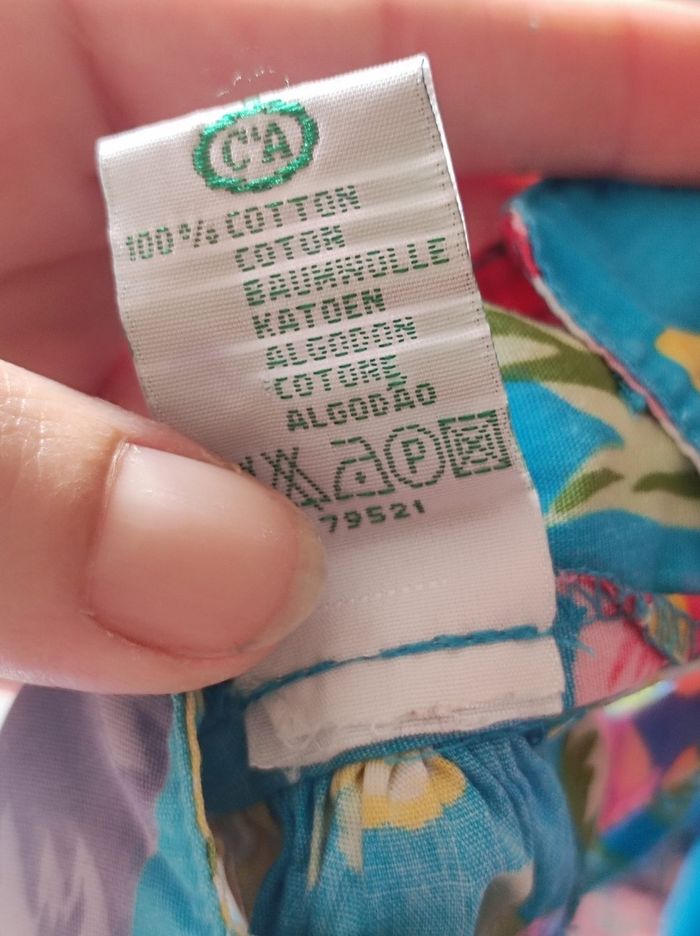 C&A
100% COTTON
COTON
BAUMWOLLE
KATOEN
ALGODON
COTONE
ALGODÃO
P
79521